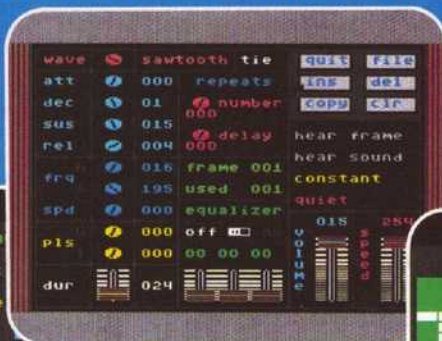 wave sawtooth tie quit file
att 000 repeats ins del
dec 01 number copy clr
000
sus 015 delay hear frame
rel 004 000
hear sound
016 frame 001 constant
frq
195 used 001 quiet
spd 000 equalizer 015 254
000 off
pls volume speed
000 00 00 00
dur 024